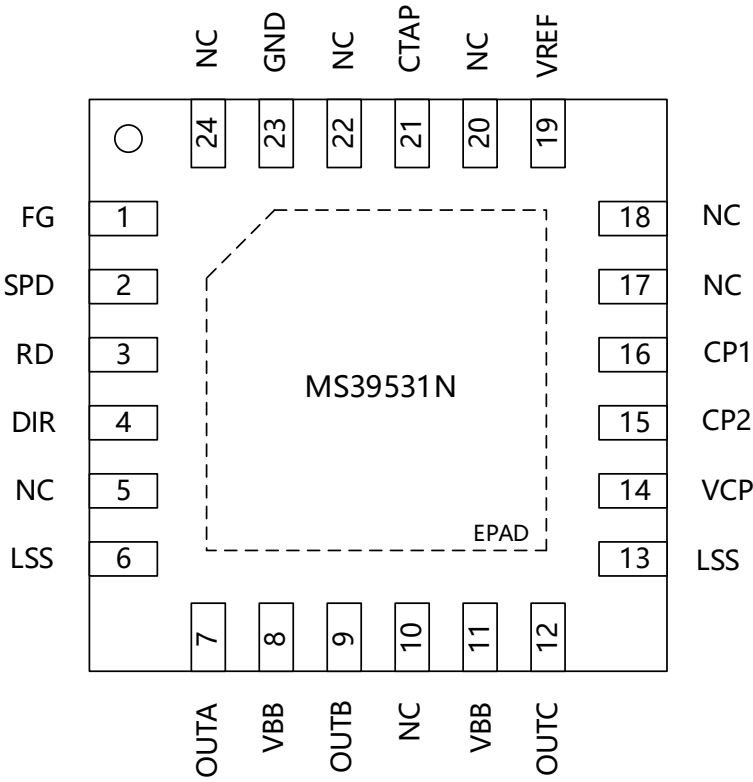 NC GND NC CTAP NC VREF
24 23 22 21 20 19
FG 1 18 NC
SPD 2 17 NC
RD 3 16 CP1
MS39531N
DIR 4 15 CP2
NC 5 14 VCP
EPAD
LSS 6 13 LSS
7 8 9 10 11 12
OUTA VBB OUTB NC VBB OUTC